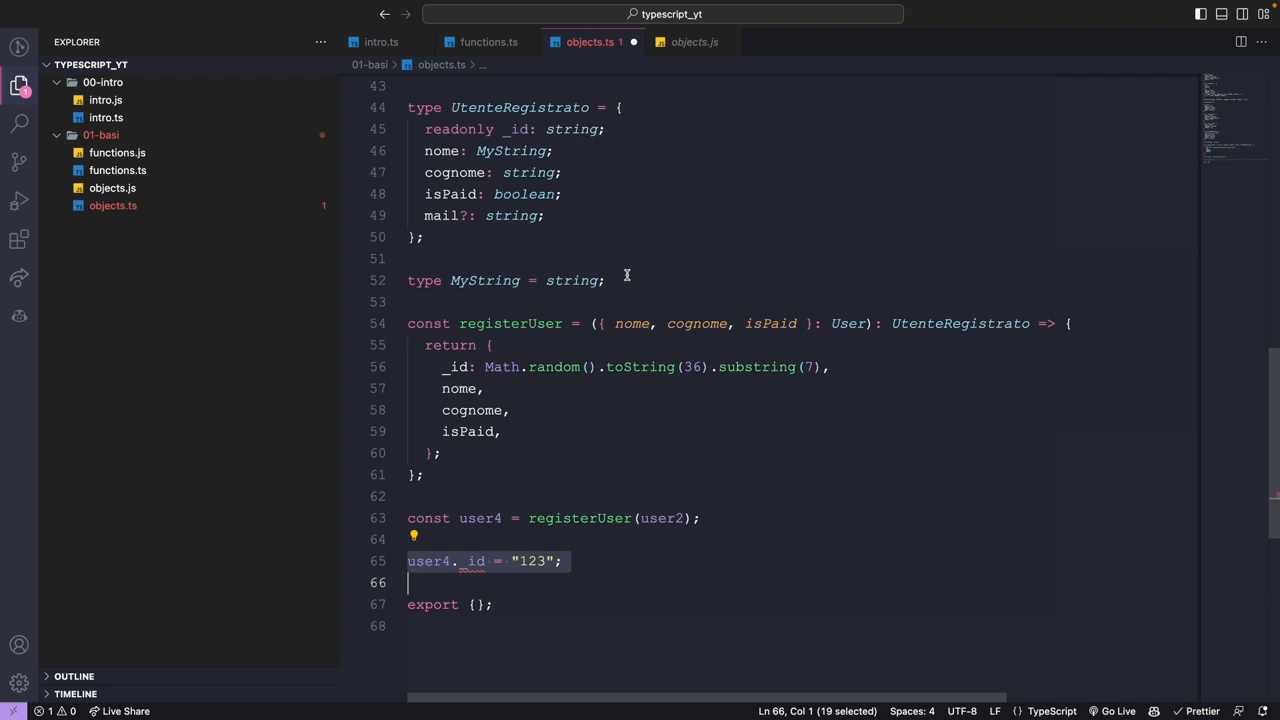 typescript_yt
EXPLORER
intro.ts
functions.ts
objects.ts 1
objects.js
TYPESCRIPT_YT
01-basi > objects.ts > ...
00-intro
intro.js
intro.ts
01-basi
functions.js
functions.ts
objects.js
objects.ts 1
43
44 type UtenteRegistrato = {
45 readonly _id: string;
46 nome: MyString;
47 cognome: string;
48 isPaid: boolean;
49 mail?: string;
50 };
51
52 type MyString = string;
53
54 const registerUser = ({ nome, cognome, isPaid }: User): UtenteRegistrato => {
55 return {
56 _id: Math.random().toString(36).substring(7),
57 nome,
58 cognome,
59 isPaid,
60 };
61 };
62
63 const user4 = registerUser(user2);
64
65 user4._id = "123";
66
67 export {};
68
OUTLINE
TIMELINE
1 0 Live Share Ln 66, Col 1 (19 selected) Spaces: 4 UTF-8 LF {} TypeScript Go Live Prettier